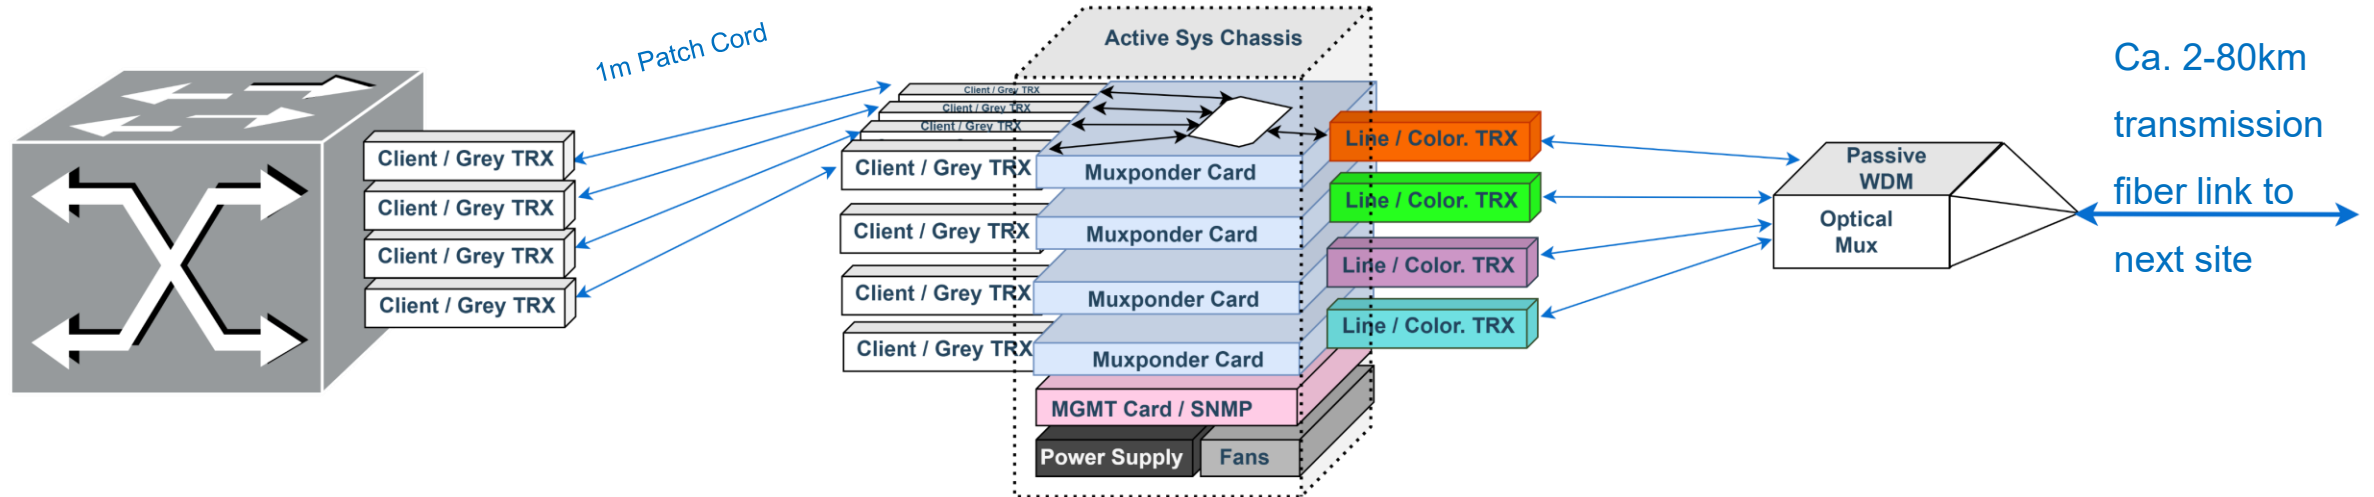 1m Patch Cord
Client / Grey TRX
Client / Grey TRX
Client / Grey TRX
Client / Grey TRX
Active Sys Chassis
Client / Grey TRX
Client / Grey TRX
Client / Grey TRX
Client / Grey TRX
Muxponder Card
Client / Grey TRX
Muxponder Card
Client / Grey TRX
Muxponder Card
Client / Grey TRX
Muxponder Card
MGMT Card / SNMP
Power Supply
Fans
Line / Color. TRX
Line / Color. TRX
Line / Color. TRX
Line / Color. TRX
Passive
WDM
Optical
Mux
Ca. 2-80km
transmission
fiber link to
next site